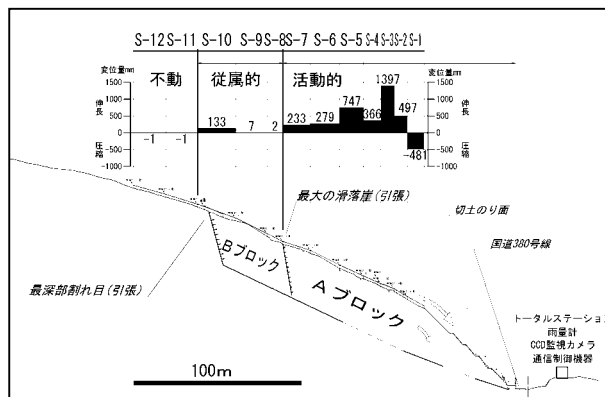 S-12 S-11 S-10 S-9 S-8 S-7 S-6 S-5 S-4 S-3 S-2 S-1
変位量mm 不動 従属的 活動的 変位量mm
1500 1397 1500
1000 747 1000
伸長 500 133 7 2 233 279 366 497 500 伸長
0 -1 -1 0
圧縮 -500 -481 -500 圧縮
-1000 -1000
最大の滑落崖(引張)
切土のり面
国道380号線
Bブロック
Aブロック
最深部割れ目(引張)
トータルステーション
雨量計
CCD監視カメラ
通信制御機器
100m